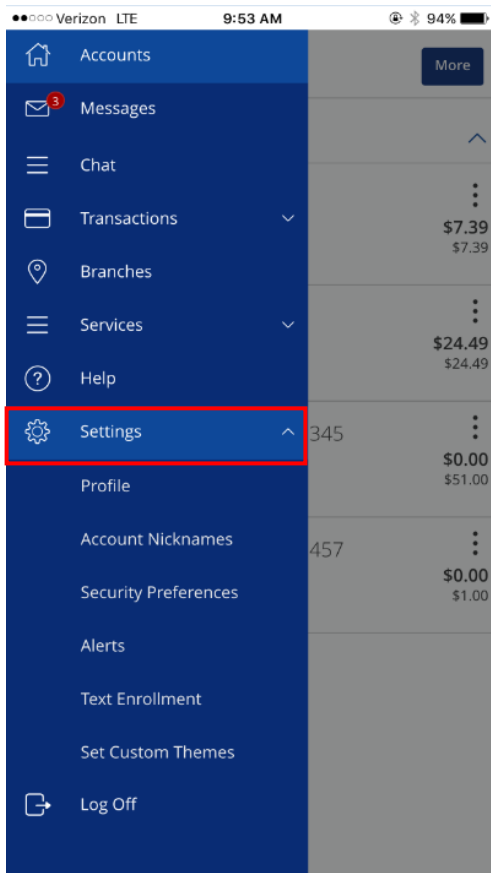 Verizon LTE 9:53 AM 94%
Accounts
More
3
Messages
Chat
Transactions
$7.39
$7.39
Branches
Services
$24.49
$24.49
Help
Settings
345
$0.00
$51.00
Profile
Account Nicknames
457
$0.00
$1.00
Security Preferences
Alerts
Text Enrollment
Set Custom Themes
Log Off